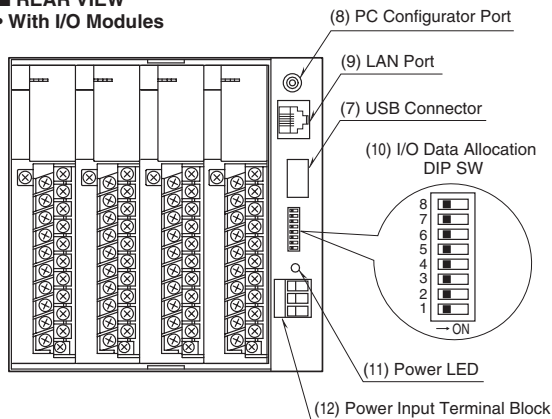 ■ REAR VIEW
• With I/O Modules
(8) PC Configurator Port
(9) LAN Port
(7) USB Connector
(10) I/O Data Allocation
DIP SW
8
7
6
5
4
3
2
1
→ ON
(11) Power LED
(12) Power Input Terminal Block